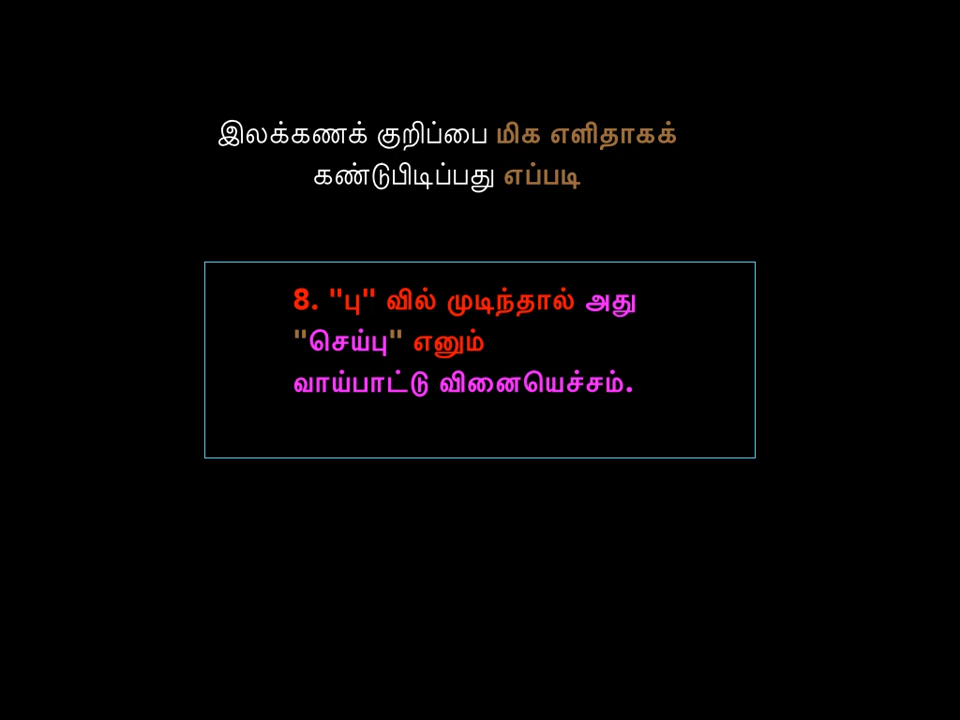 இலக்கணக் குறிப்பை மிக எளிதாகக்
கண்டுபிடிப்பது எப்படி
8. "பு" வில் முடிந்தால் அது
"செய்பு" எனும்
வாய்பாட்டு வினையெச்சம்.